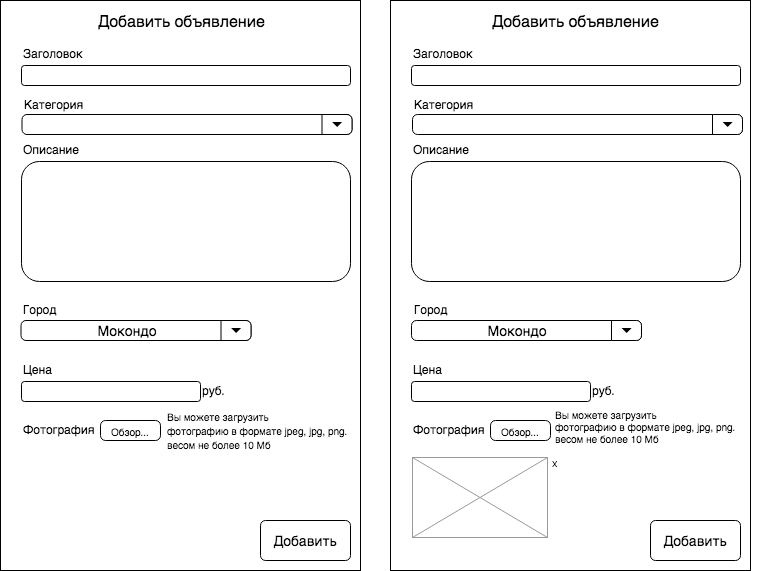 Добавить объявление
Заголовок
Категория
Описание
Город
Мокондо
Цена
руб.
Фотография
Обзор...
Вы можете загрузить
фотографию в формате jpeg, jpg, png.
весом не более 10 Мб
Добавить
Добавить объявление
Заголовок
Категория
Описание
Город
Мокондо
Цена
руб.
Фотография
Обзор...
Вы можете загрузить
фотографию в формате jpeg, jpg, png.
весом не более 10 Мб
x
Добавить